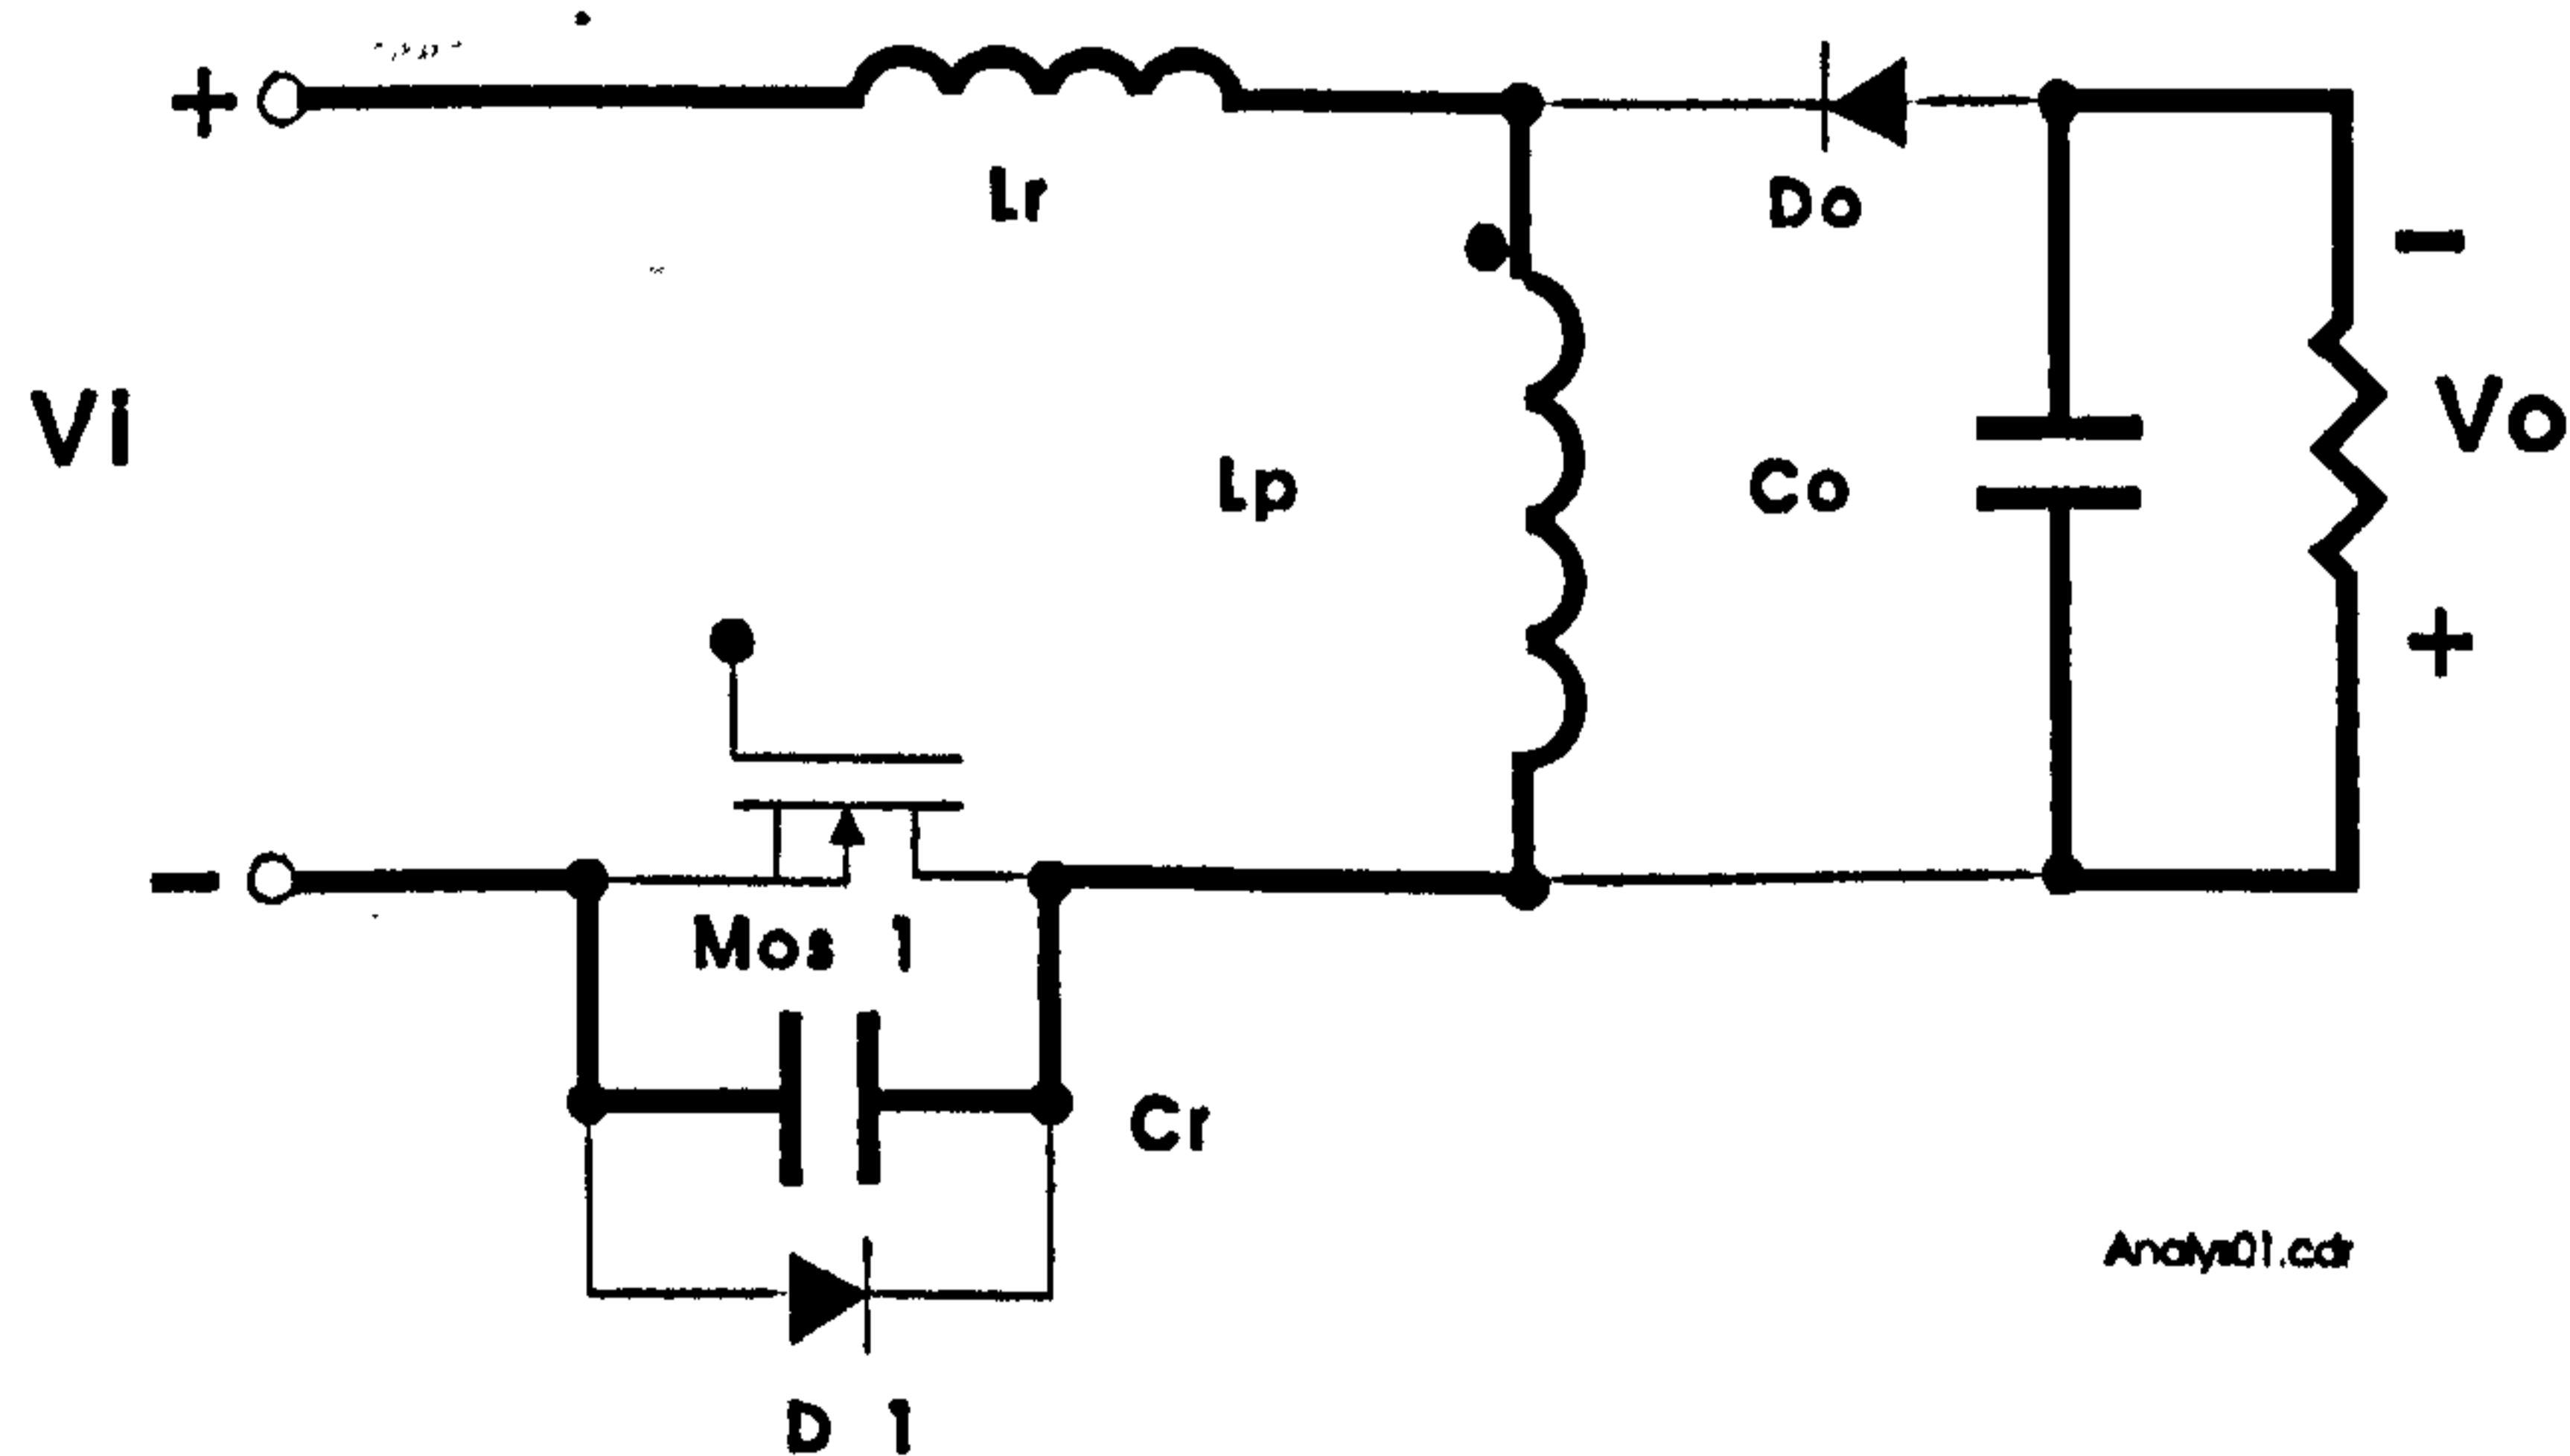 +
Lr
Do
-
Vi
Lp
Co
Vo
+
-
Mos 1
Cr
D 1
Analys01.cdr